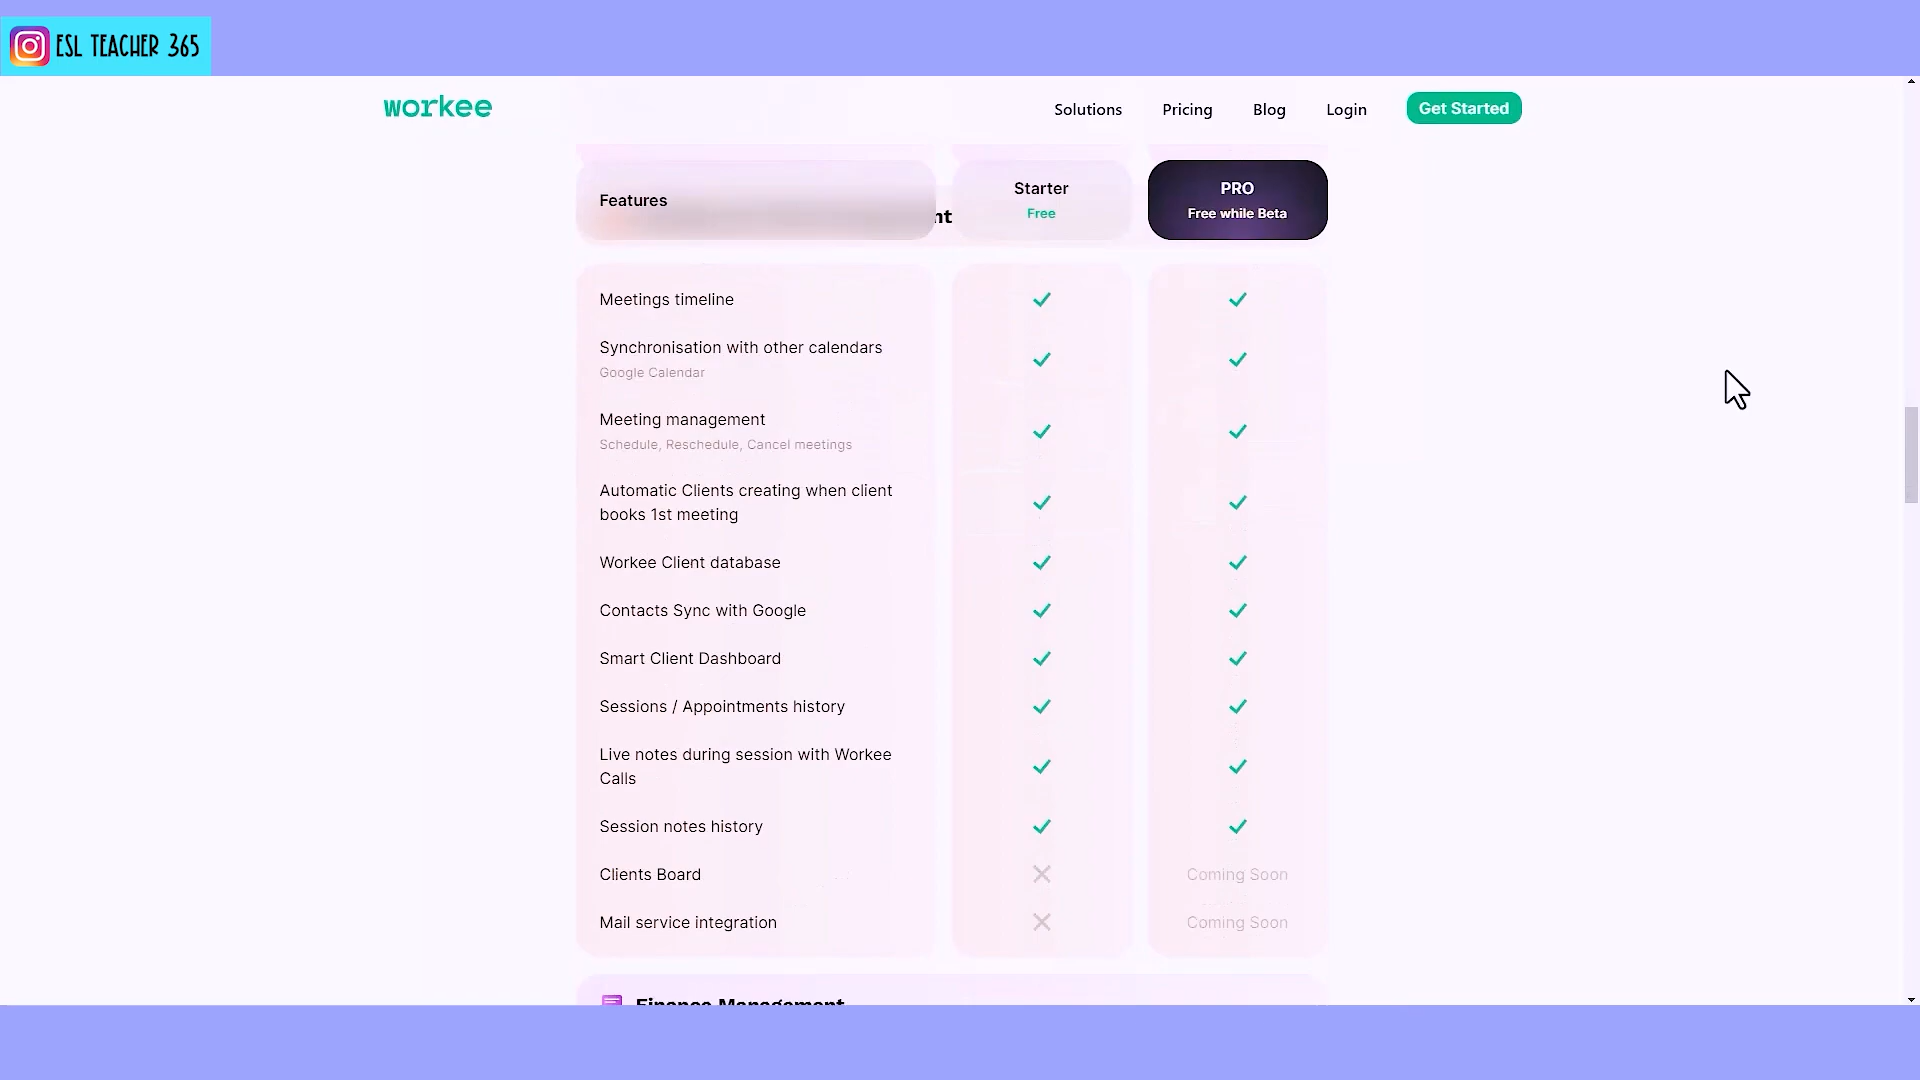 ESL TEACHER 365
workee
Solutions
Pricing
Blog
Login
Get Started
Features
nt
Starter
Free
PRO
Free while Beta
Meetings timeline
Synchronisation with other calendars
Google Calendar
Meeting management
Schedule, Reschedule, Cancel meetings
Automatic Clients creating when client
books 1st meeting
Workee Client database
Contacts Sync with Google
Smart Client Dashboard
Sessions / Appointments history
Live notes during session with Workee
Calls
Session notes history
Clients Board
Coming Soon
Mail service integration
Coming Soon
Finance Management